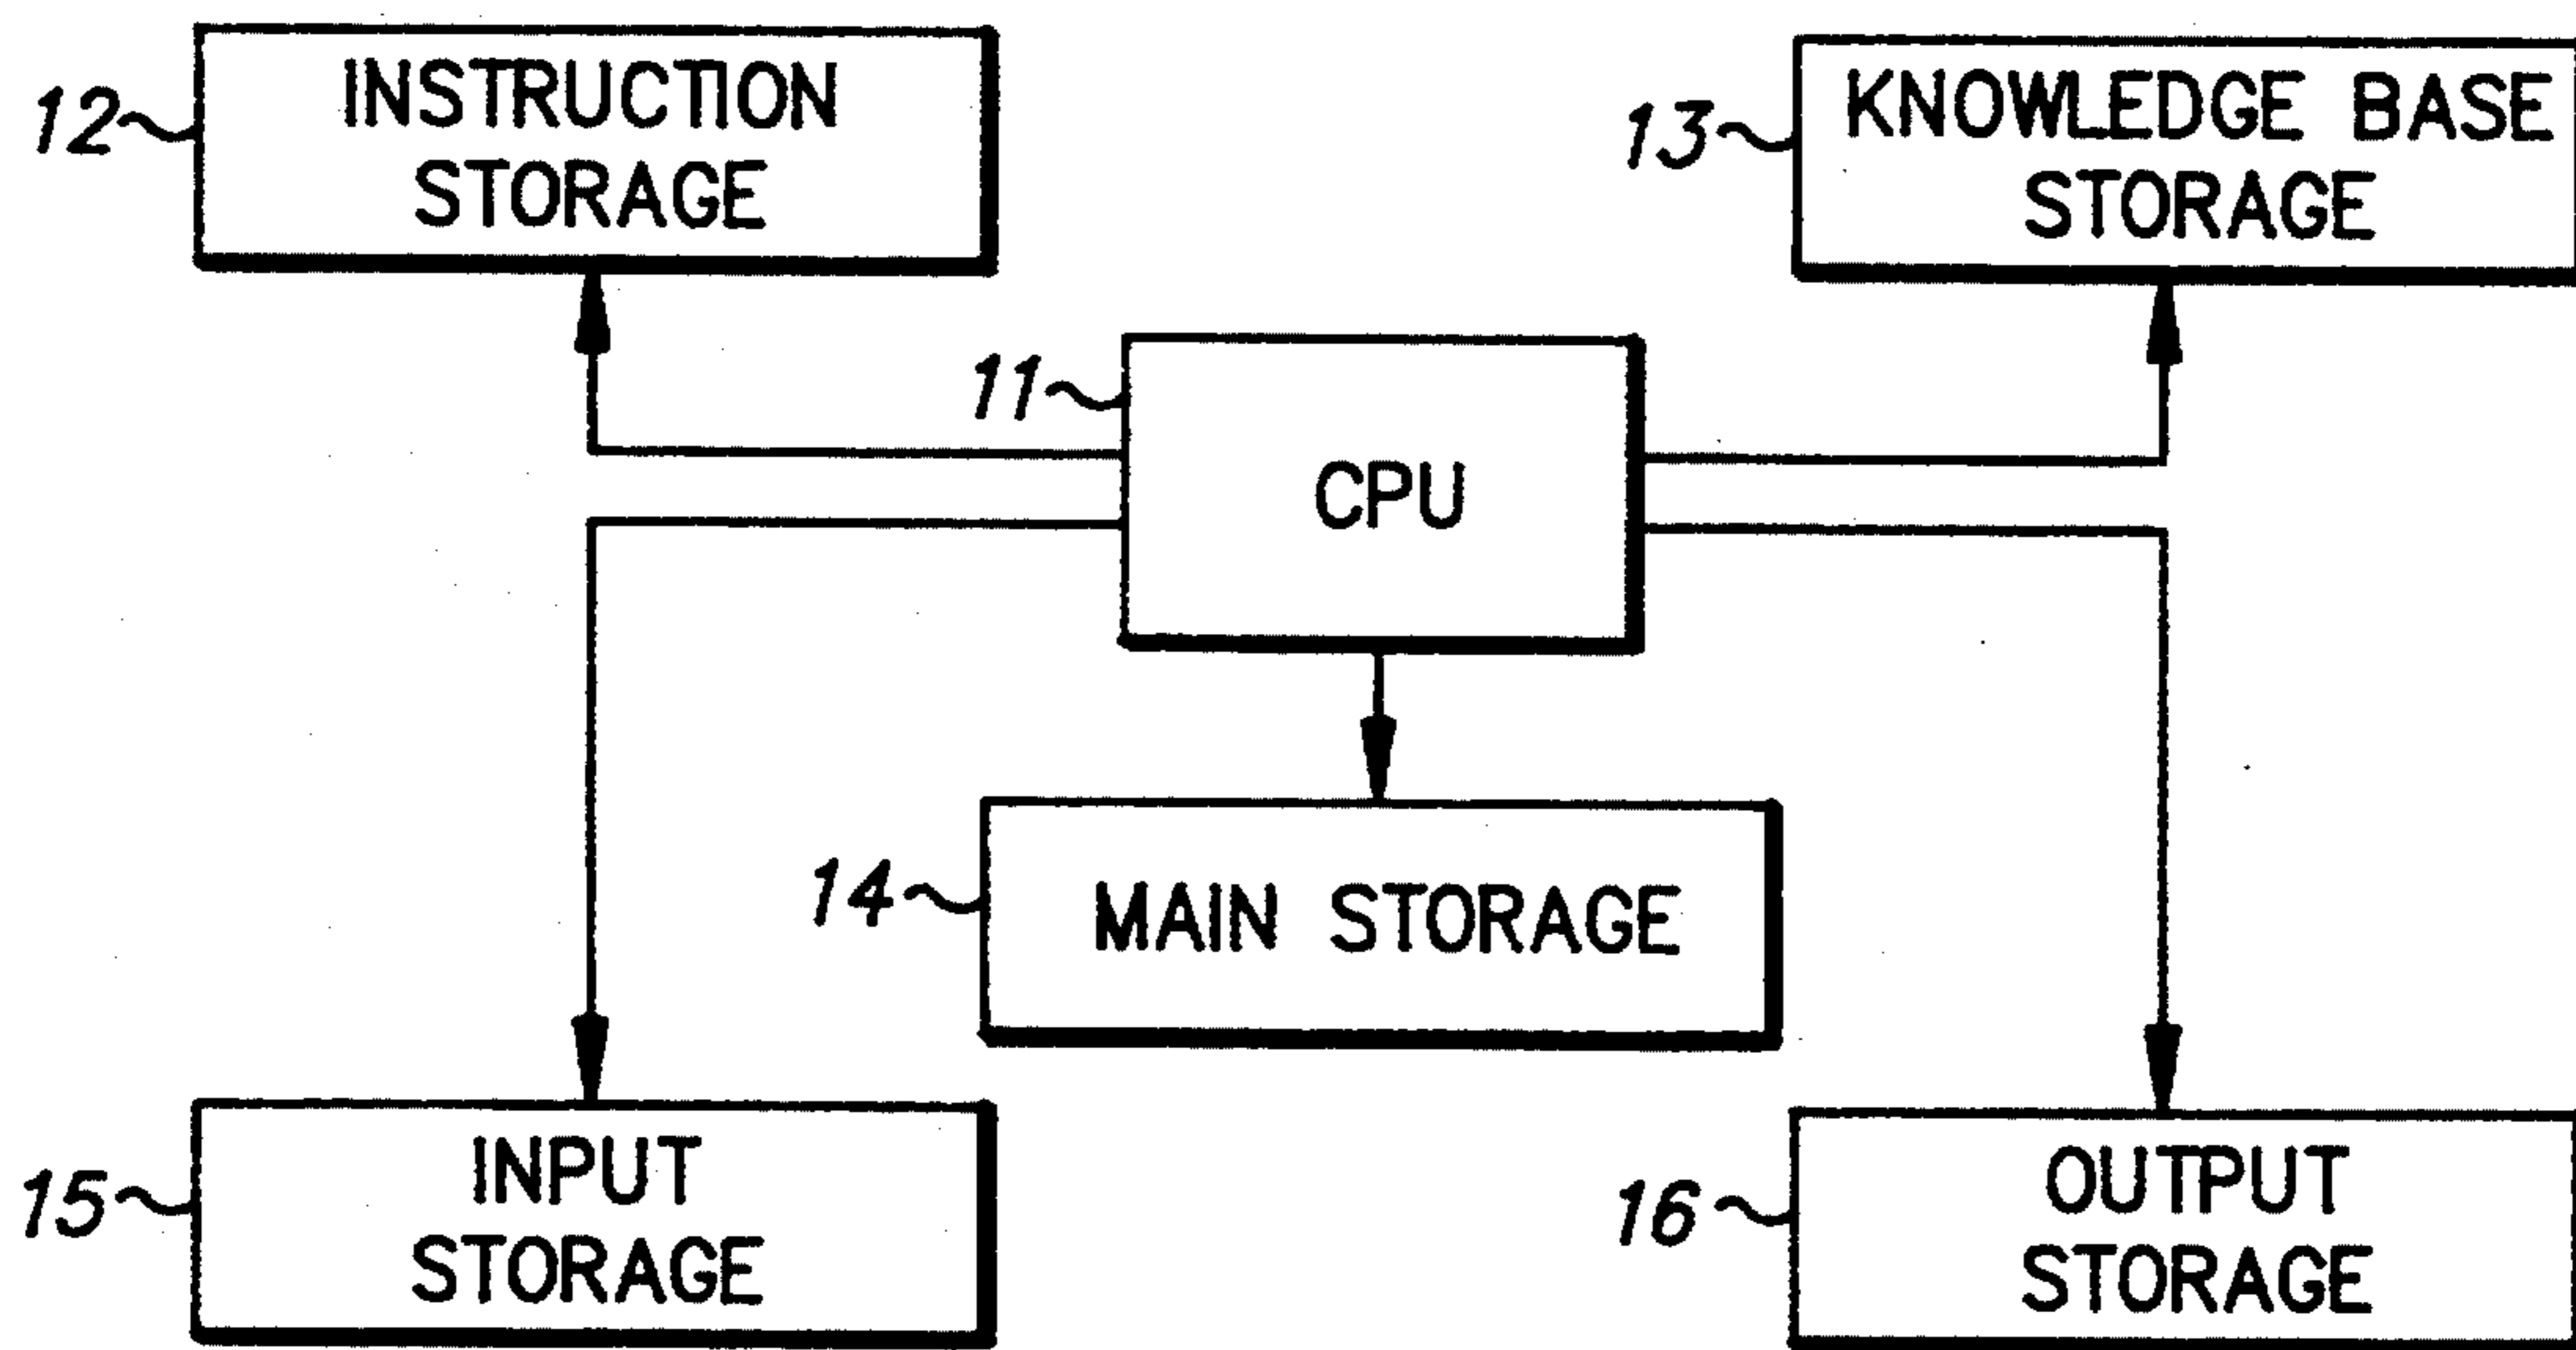 12
INSTRUCTION
STORAGE
13
KNOWLEDGE BASE
STORAGE
11
CPU
14
MAIN STORAGE
15
INPUT
STORAGE
16
OUTPUT
STORAGE